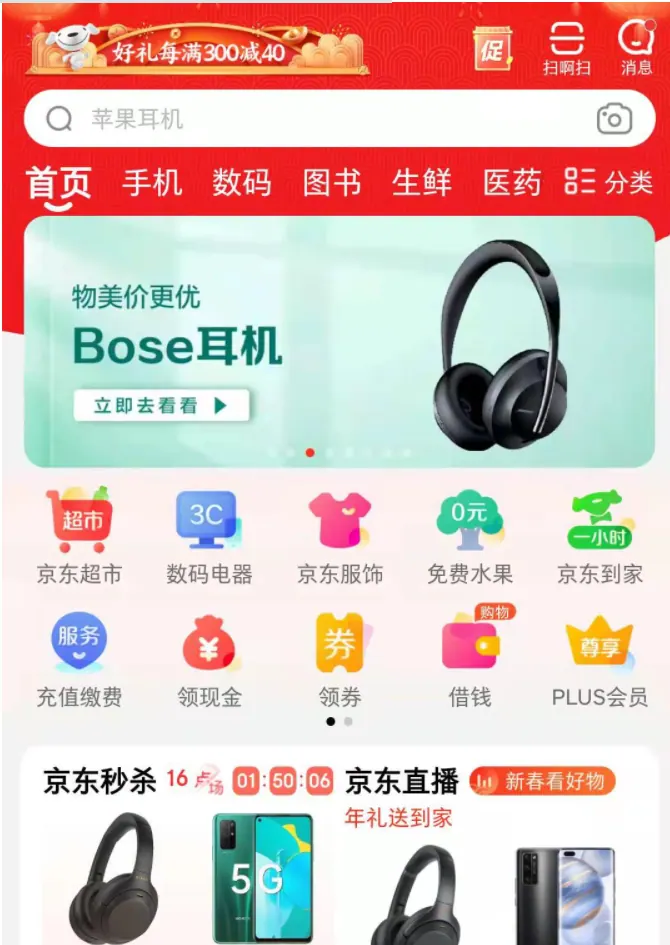 好礼每满300减40
促
扫啊扫
消息
苹果耳机
首页 手机 数码 图书 生鲜 医药 分类
物美价更优
Bose耳机
立即去看看
超市
3C
0元
一小时
京东超市 数码电器 京东服饰 免费水果 京东到家
服务
券
购物
尊享
充值缴费 领现金 领券 借钱 PLUS会员
京东秒杀 16点场 01:50:06 京东直播 新春看好物
年礼送到家
5G